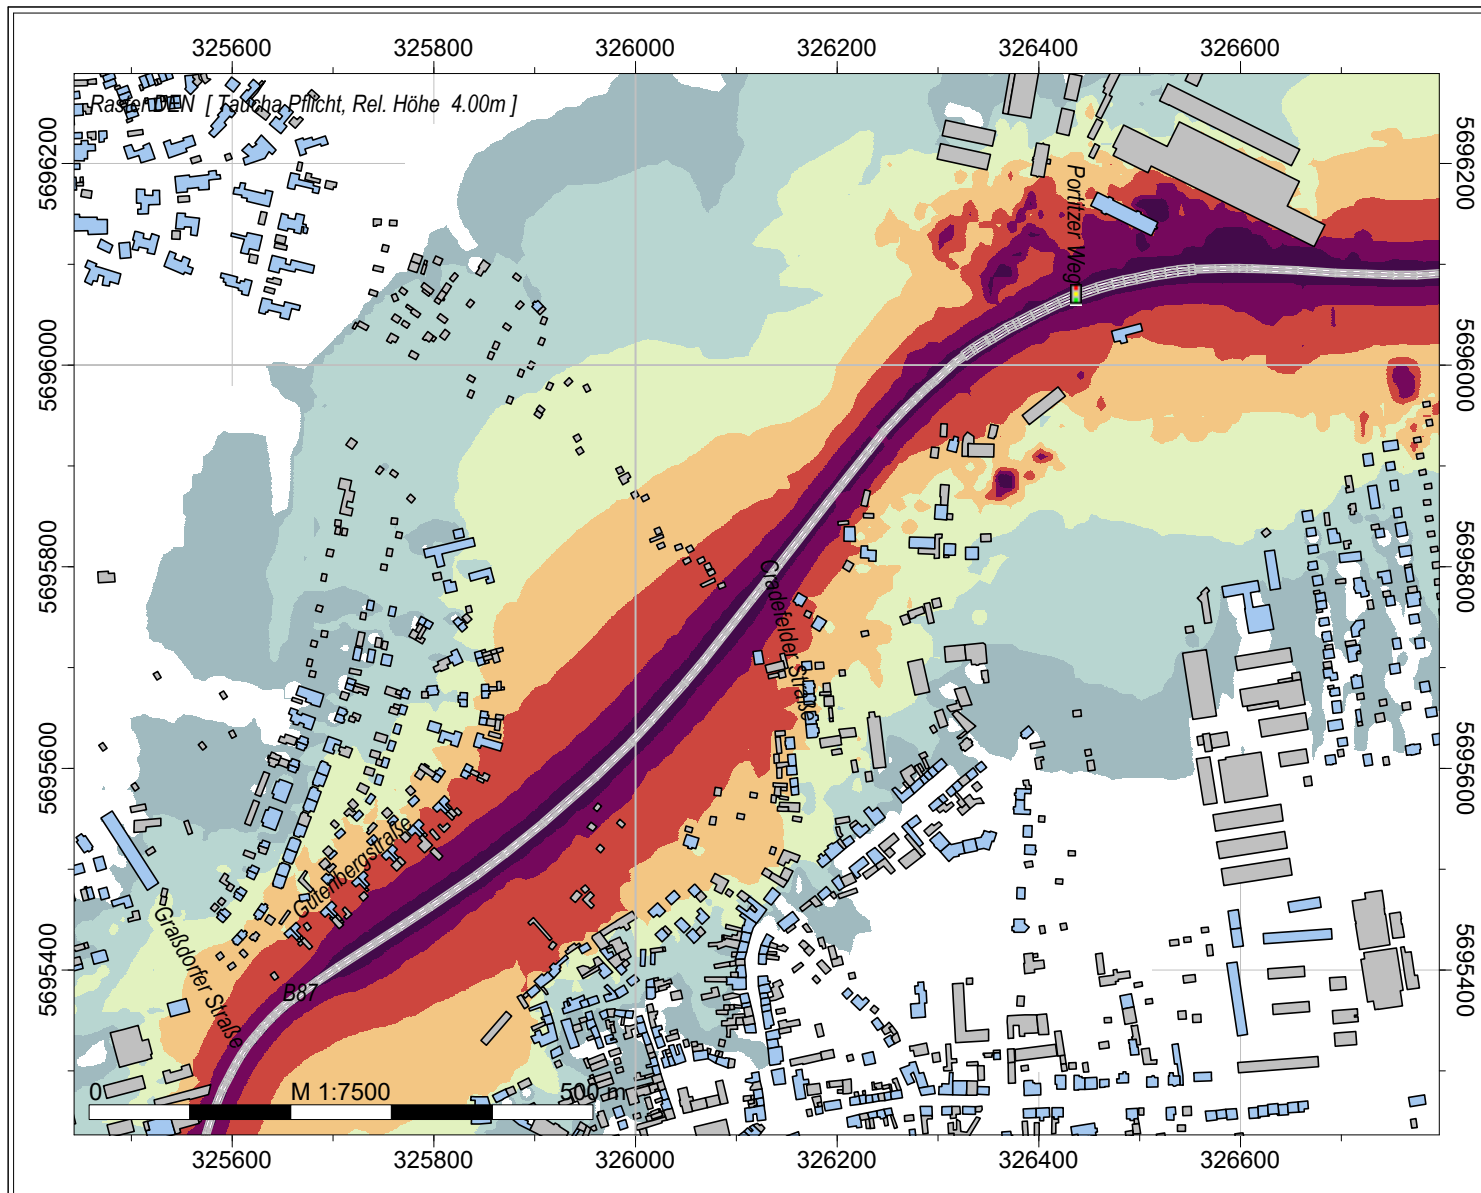 325600 325800 326000 326200 326400 326600
Raster DEN [ Taucha Pflicht, Rel. Höhe 4.00m ]
5696200
5696200
Portitzer Weg
5696000
5696000
5695800
5695800
Cradefelder Straße
5695600
5695600
Gutenbergstraße
Graßdorfer Straße
5695400
5695400
B87
0 M 1:7500 500 m
325600 325800 326000 326200 326400 326600